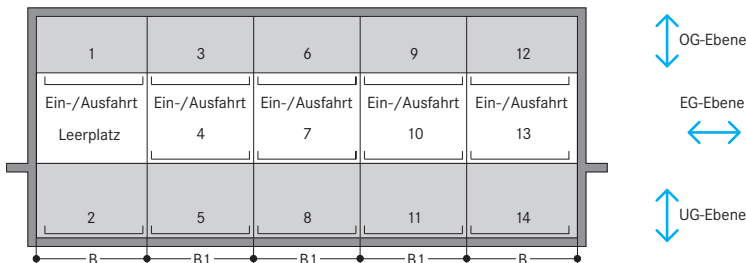 1 3 6 9 12
OG-Ebene
Ein-/Ausfahrt Ein-/Ausfahrt Ein-/Ausfahrt Ein-/Ausfahrt Ein-/Ausfahrt
EG-Ebene
Leerplatz 4 7 10 13
2 5 8 11 14
UG-Ebene
B B1 B1 B1 B